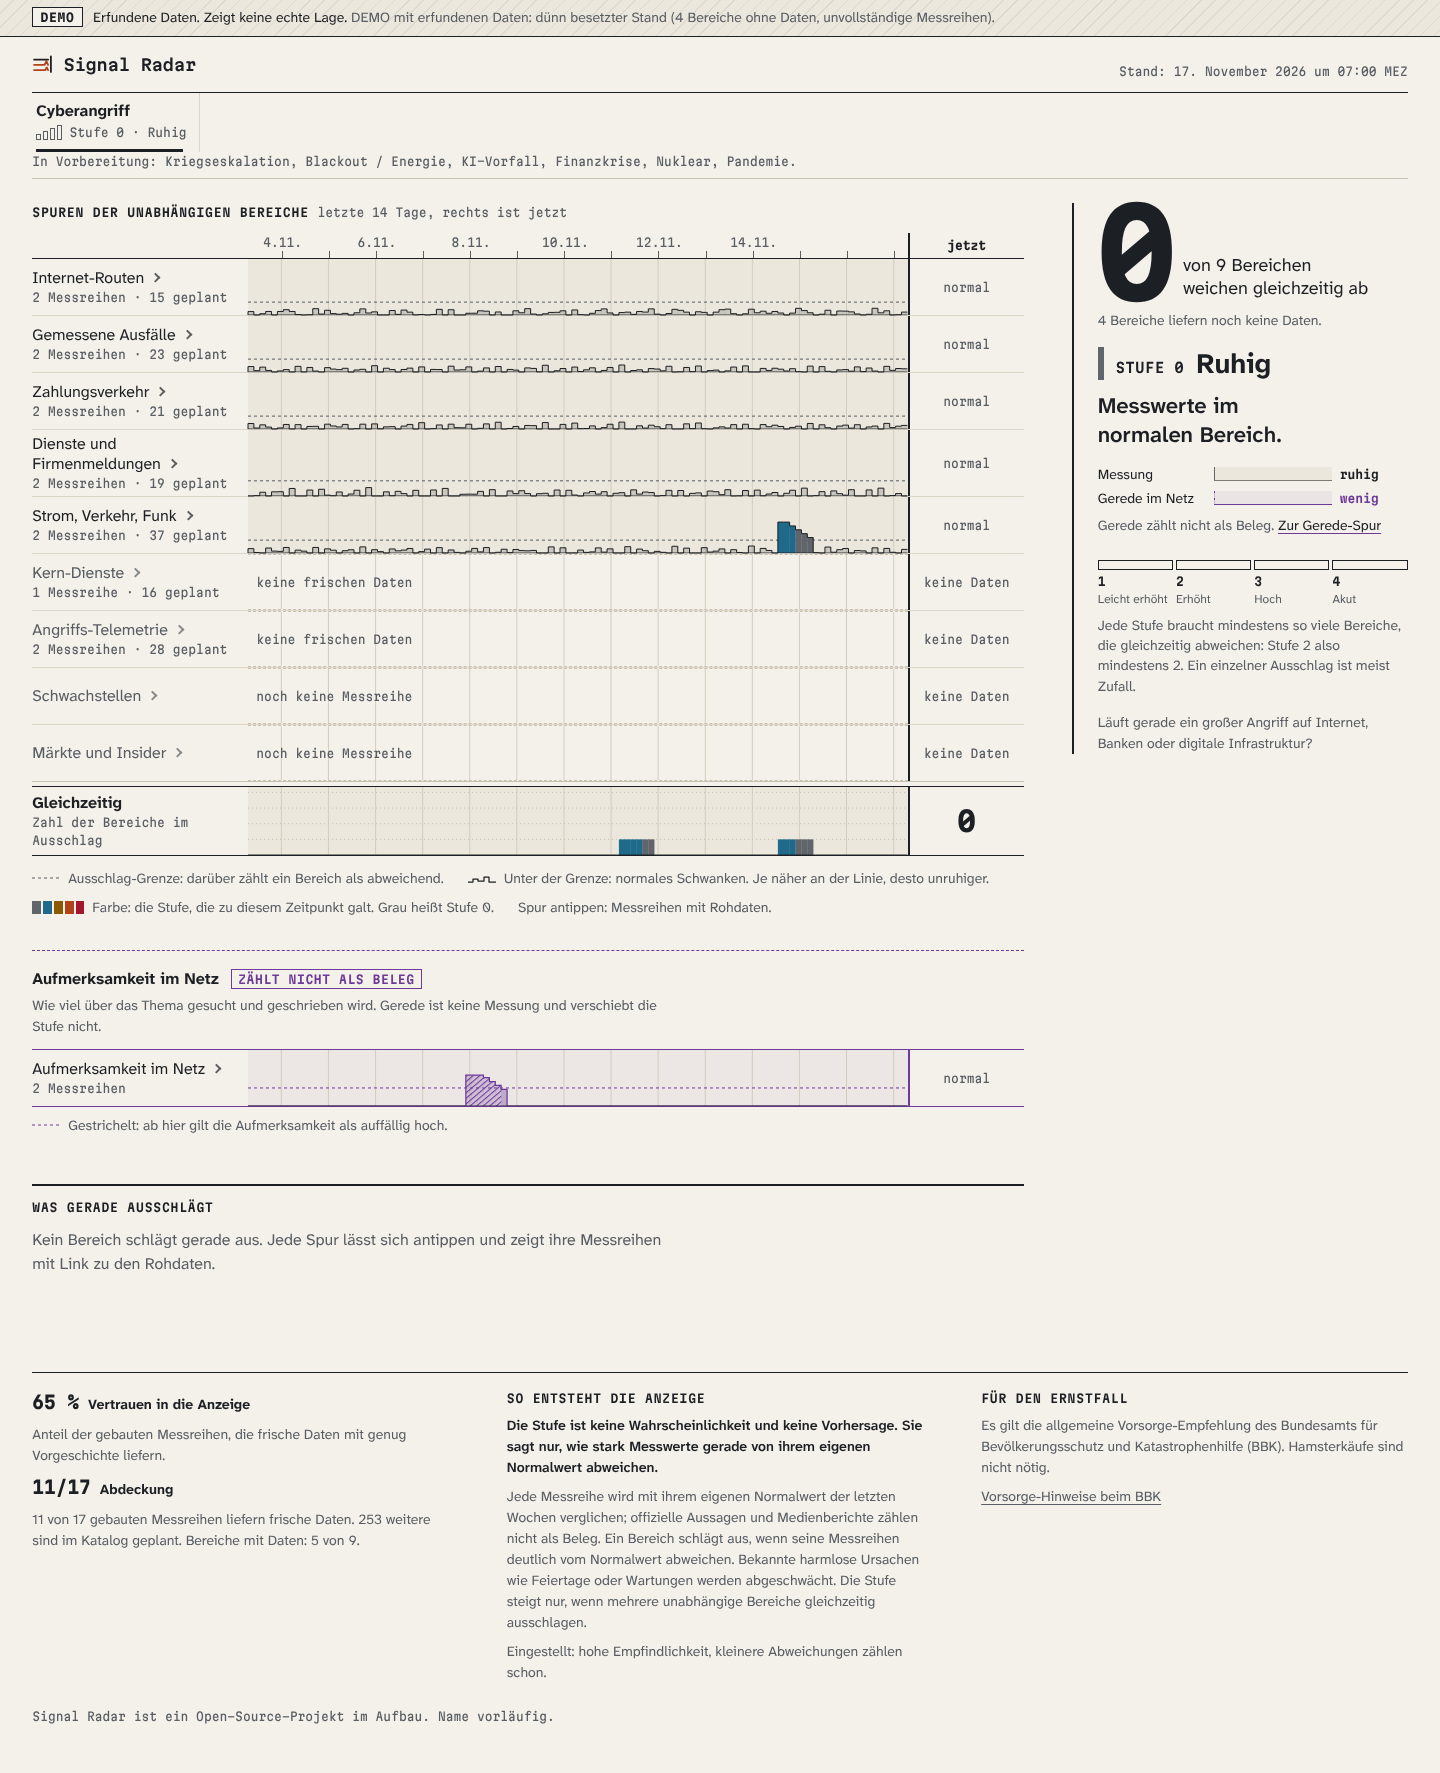 DEMO Erfundene Daten. Zeigt keine echte Lage. DEMO mit erfundenen Daten: dünn besetzter Stand (4 Bereiche ohne Daten, unvollständige Messreihen).
Signal Radar
Stand: 17. November 2026 um 07:00 MEZ
Cyberangriff
Stufe 0 · Ruhig
In Vorbereitung: Kriegseskalation, Blackout / Energie, KI-Vorfall, Finanzkrise, Nuklear, Pandemie.
SPUREN DER UNABHÄNGIGEN BEREICHE letzte 14 Tage, rechts ist jetzt
4.11. 6.11. 8.11. 10.11. 12.11. 14.11. jetzt
Internet-Routen
2 Messreihen · 15 geplant
normal
Gemessene Ausfälle
2 Messreihen · 23 geplant
normal
Zahlungsverkehr
2 Messreihen · 21 geplant
normal
Dienste und
Firmenmeldungen
2 Messreihen · 19 geplant
normal
Strom, Verkehr, Funk
2 Messreihen · 37 geplant
normal
Kern-Dienste
1 Messreihe · 16 geplant
keine frischen Daten
keine Daten
Angriffs-Telemetrie
2 Messreihen · 28 geplant
keine frischen Daten
keine Daten
Schwachstellen
noch keine Messreihe
keine Daten
Märkte und Insider
noch keine Messreihe
keine Daten
Gleichzeitig
Zahl der Bereiche im
Ausschlag
0
Ausschlag-Grenze: darüber zählt ein Bereich als abweichend.
Unter der Grenze: normales Schwanken. Je näher an der Linie, desto unruhiger.
Farbe: die Stufe, die zu diesem Zeitpunkt galt. Grau heißt Stufe 0.
Spur antippen: Messreihen mit Rohdaten.
0 von 9 Bereichen
weichen gleichzeitig ab
4 Bereiche liefern noch keine Daten.
STUFE 0 Ruhig
Messwerte im
normalen Bereich.
Messung ruhig
Gerede im Netz wenig
Gerede zählt nicht als Beleg. Zur Gerede-Spur
1 2 3 4
Leicht erhöht Erhöht Hoch Akut
Jede Stufe braucht mindestens so viele Bereiche,
die gleichzeitig abweichen: Stufe 2 also
mindestens 2. Ein einzelner Ausschlag ist meist
Zufall.
Läuft gerade ein großer Angriff auf Internet,
Banken oder digitale Infrastruktur?
Aufmerksamkeit im Netz ZÄHLT NICHT ALS BELEG
Wie viel über das Thema gesucht und geschrieben wird. Gerede ist keine Messung und verschiebt die
Stufe nicht.
Aufmerksamkeit im Netz
2 Messreihen
normal
Gestrichelt: ab hier gilt die Aufmerksamkeit als auffällig hoch.
WAS GERADE AUSSCHLÄGT
Kein Bereich schlägt gerade aus. Jede Spur lässt sich antippen und zeigt ihre Messreihen
mit Link zu den Rohdaten.
65 % Vertrauen in die Anzeige
Anteil der gebauten Messreihen, die frische Daten mit genug
Vorgeschichte liefern.
11/17 Abdeckung
11 von 17 gebauten Messreihen liefern frische Daten. 253 weitere
sind im Katalog geplant. Bereiche mit Daten: 5 von 9.
SO ENTSTEHT DIE ANZEIGE
Die Stufe ist keine Wahrscheinlichkeit und keine Vorhersage. Sie
sagt nur, wie stark Messwerte gerade von ihrem eigenen
Normalwert abweichen.
Jede Messreihe wird mit ihrem eigenen Normalwert der letzten
Wochen verglichen; offizielle Aussagen und Medienberichte zählen
nicht als Beleg. Ein Bereich schlägt aus, wenn seine Messreihen
deutlich vom Normalwert abweichen. Bekannte harmlose Ursachen
wie Feiertage oder Wartungen werden abgeschwächt. Die Stufe
steigt nur, wenn mehrere unabhängige Bereiche gleichzeitig
ausschlagen.
Eingestellt: hohe Empfindlichkeit, kleinere Abweichungen zählen
schon.
FÜR DEN ERNSTFALL
Es gilt die allgemeine Vorsorge-Empfehlung des Bundesamts für
Bevölkerungsschutz und Katastrophenhilfe (BBK). Hamsterkäufe sind
nicht nötig.
Vorsorge-Hinweise beim BBK
Signal Radar ist ein Open-Source-Projekt im Aufbau. Name vorläufig.